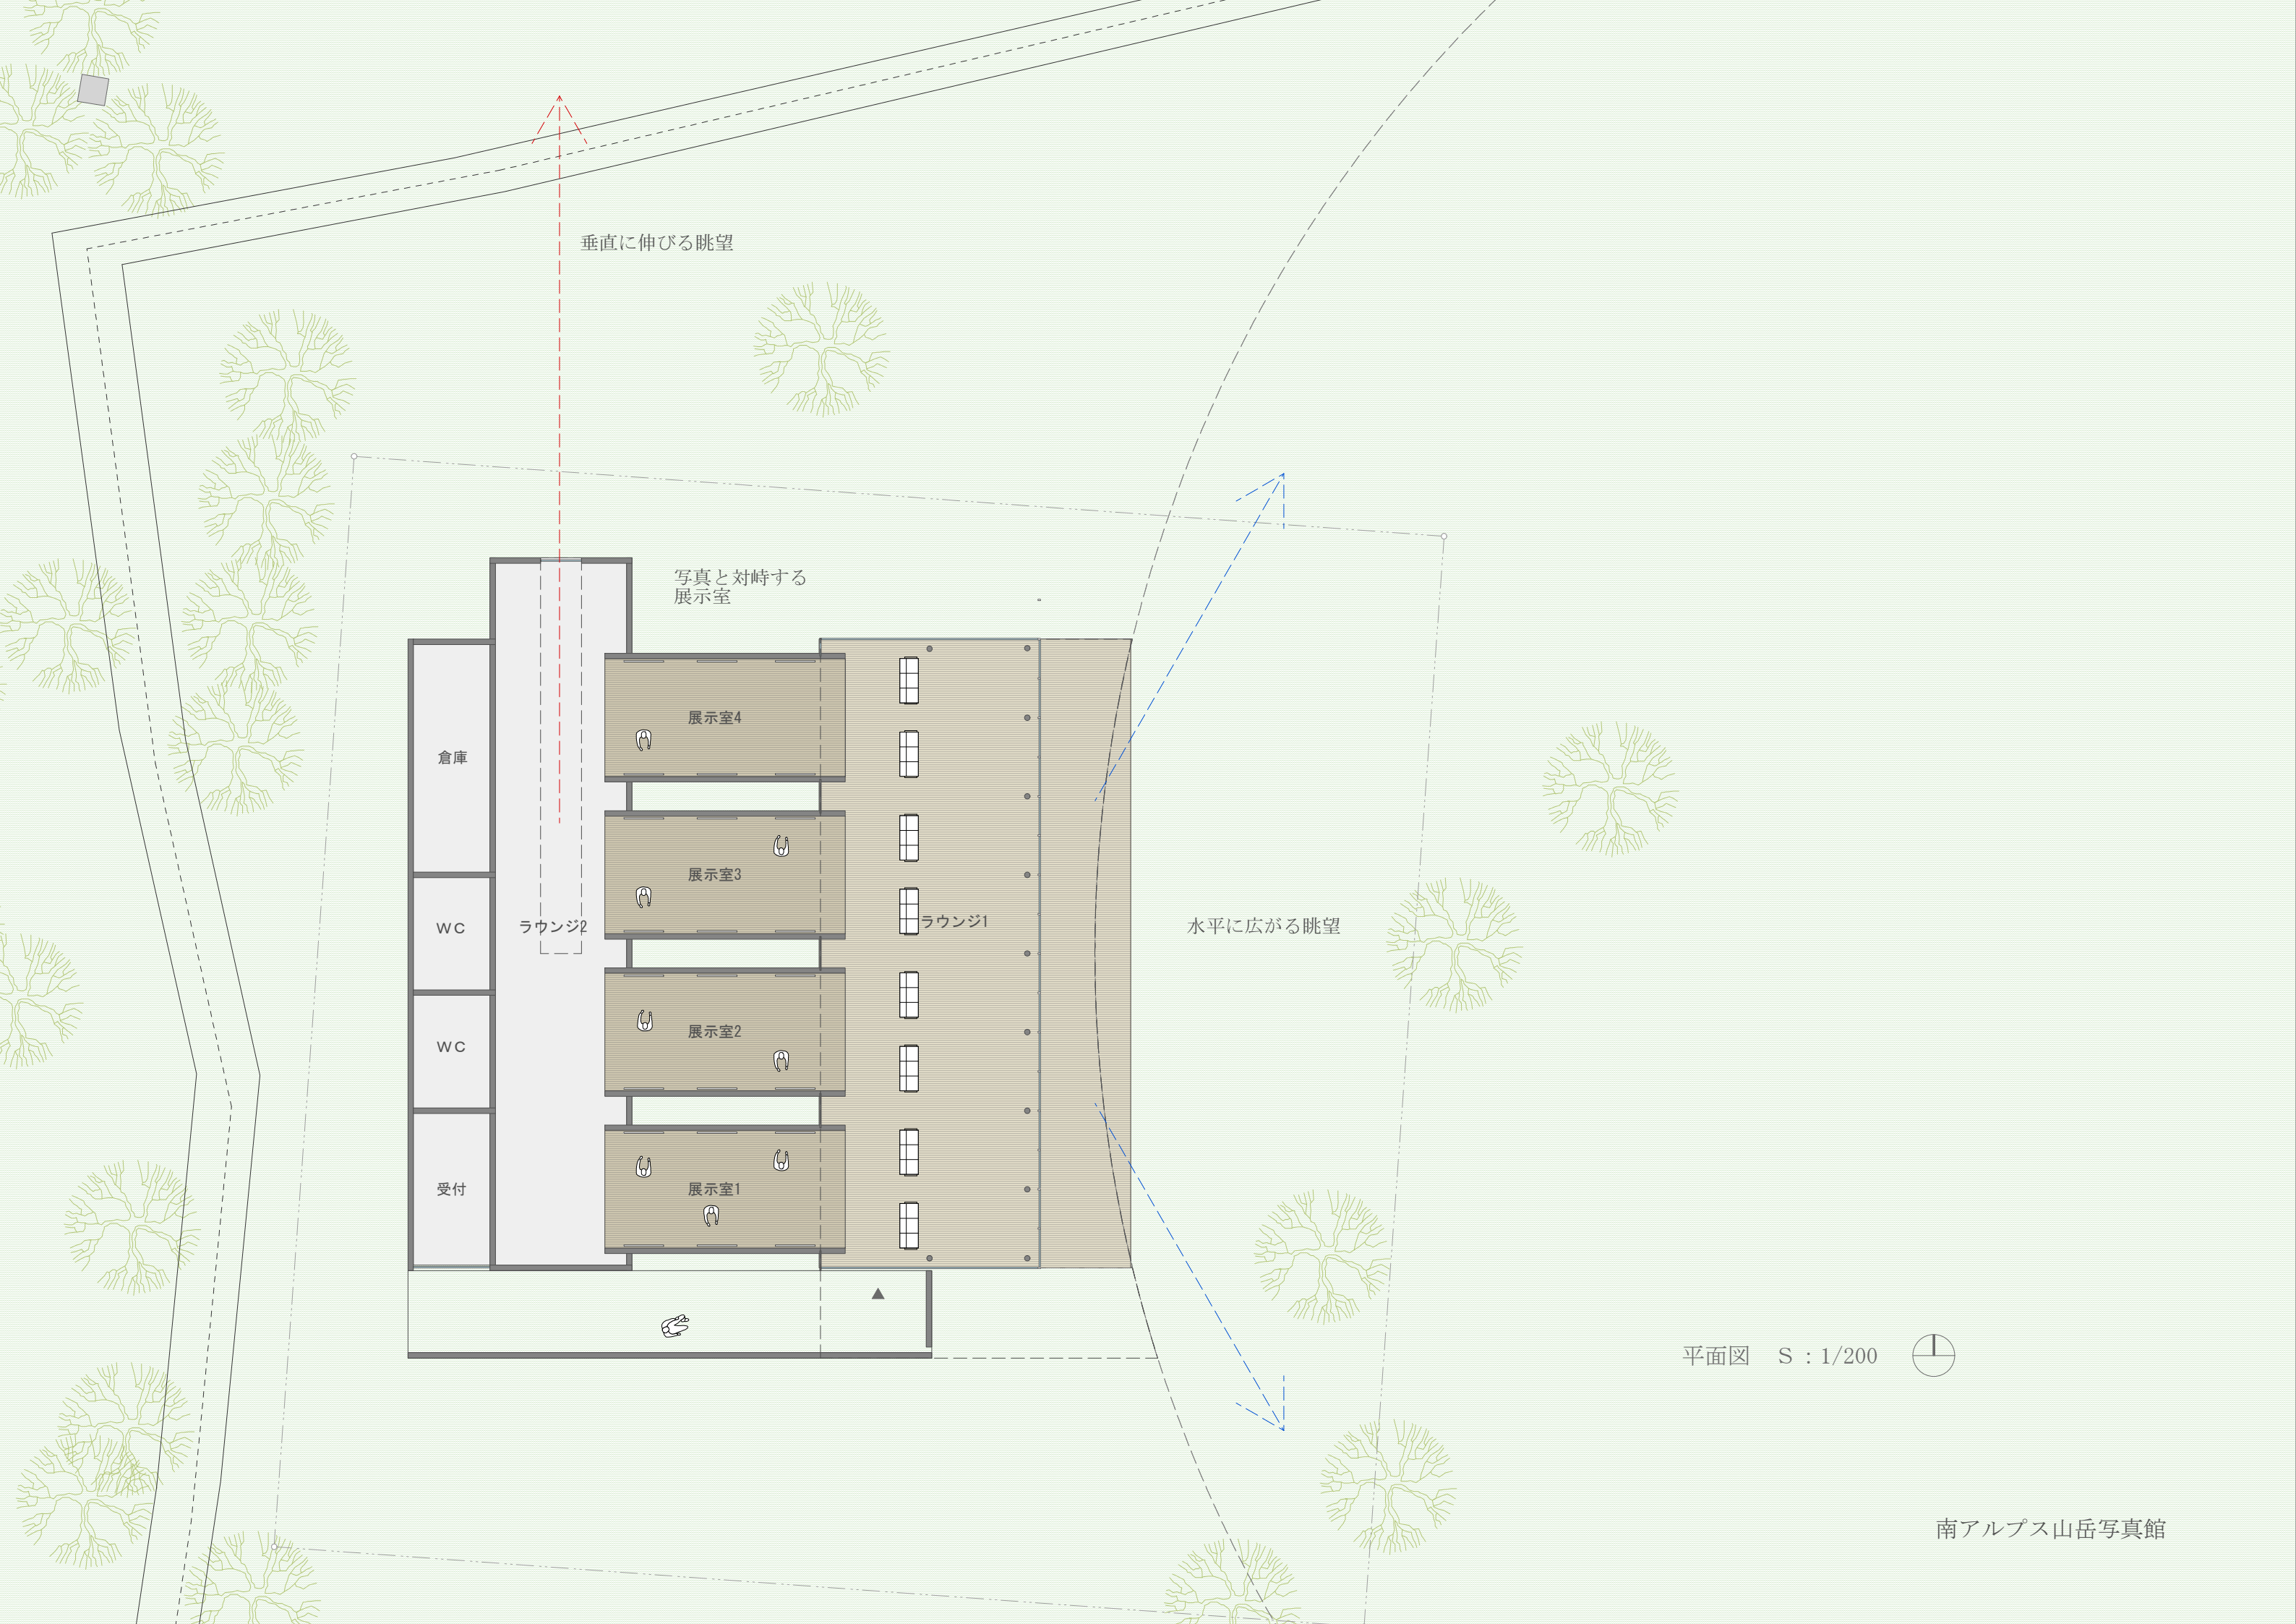 垂直に伸びる眺望
写真と対峙する
展示室
展示室4
倉庫
展示室3
ラウンジ1
水平に広がる眺望
WC
ラウンジ2
展示室2
WC
受付
展示室1
平面図　S：1/200
南アルプス山岳写真館